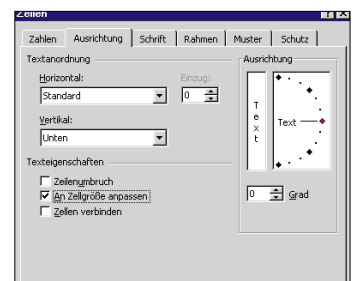 Zellen
Zahlen Ausrichtung Schrift Rahmen Muster Schutz
Textanordnung
Horizontal: Einzug:
Standard 0
Vertikal:
Unten
Texteigenschaften
Zeilenumbruch
An Zellgröße anpassen
Zellen verbinden
Ausrichtung
Text
Text
0 Grad